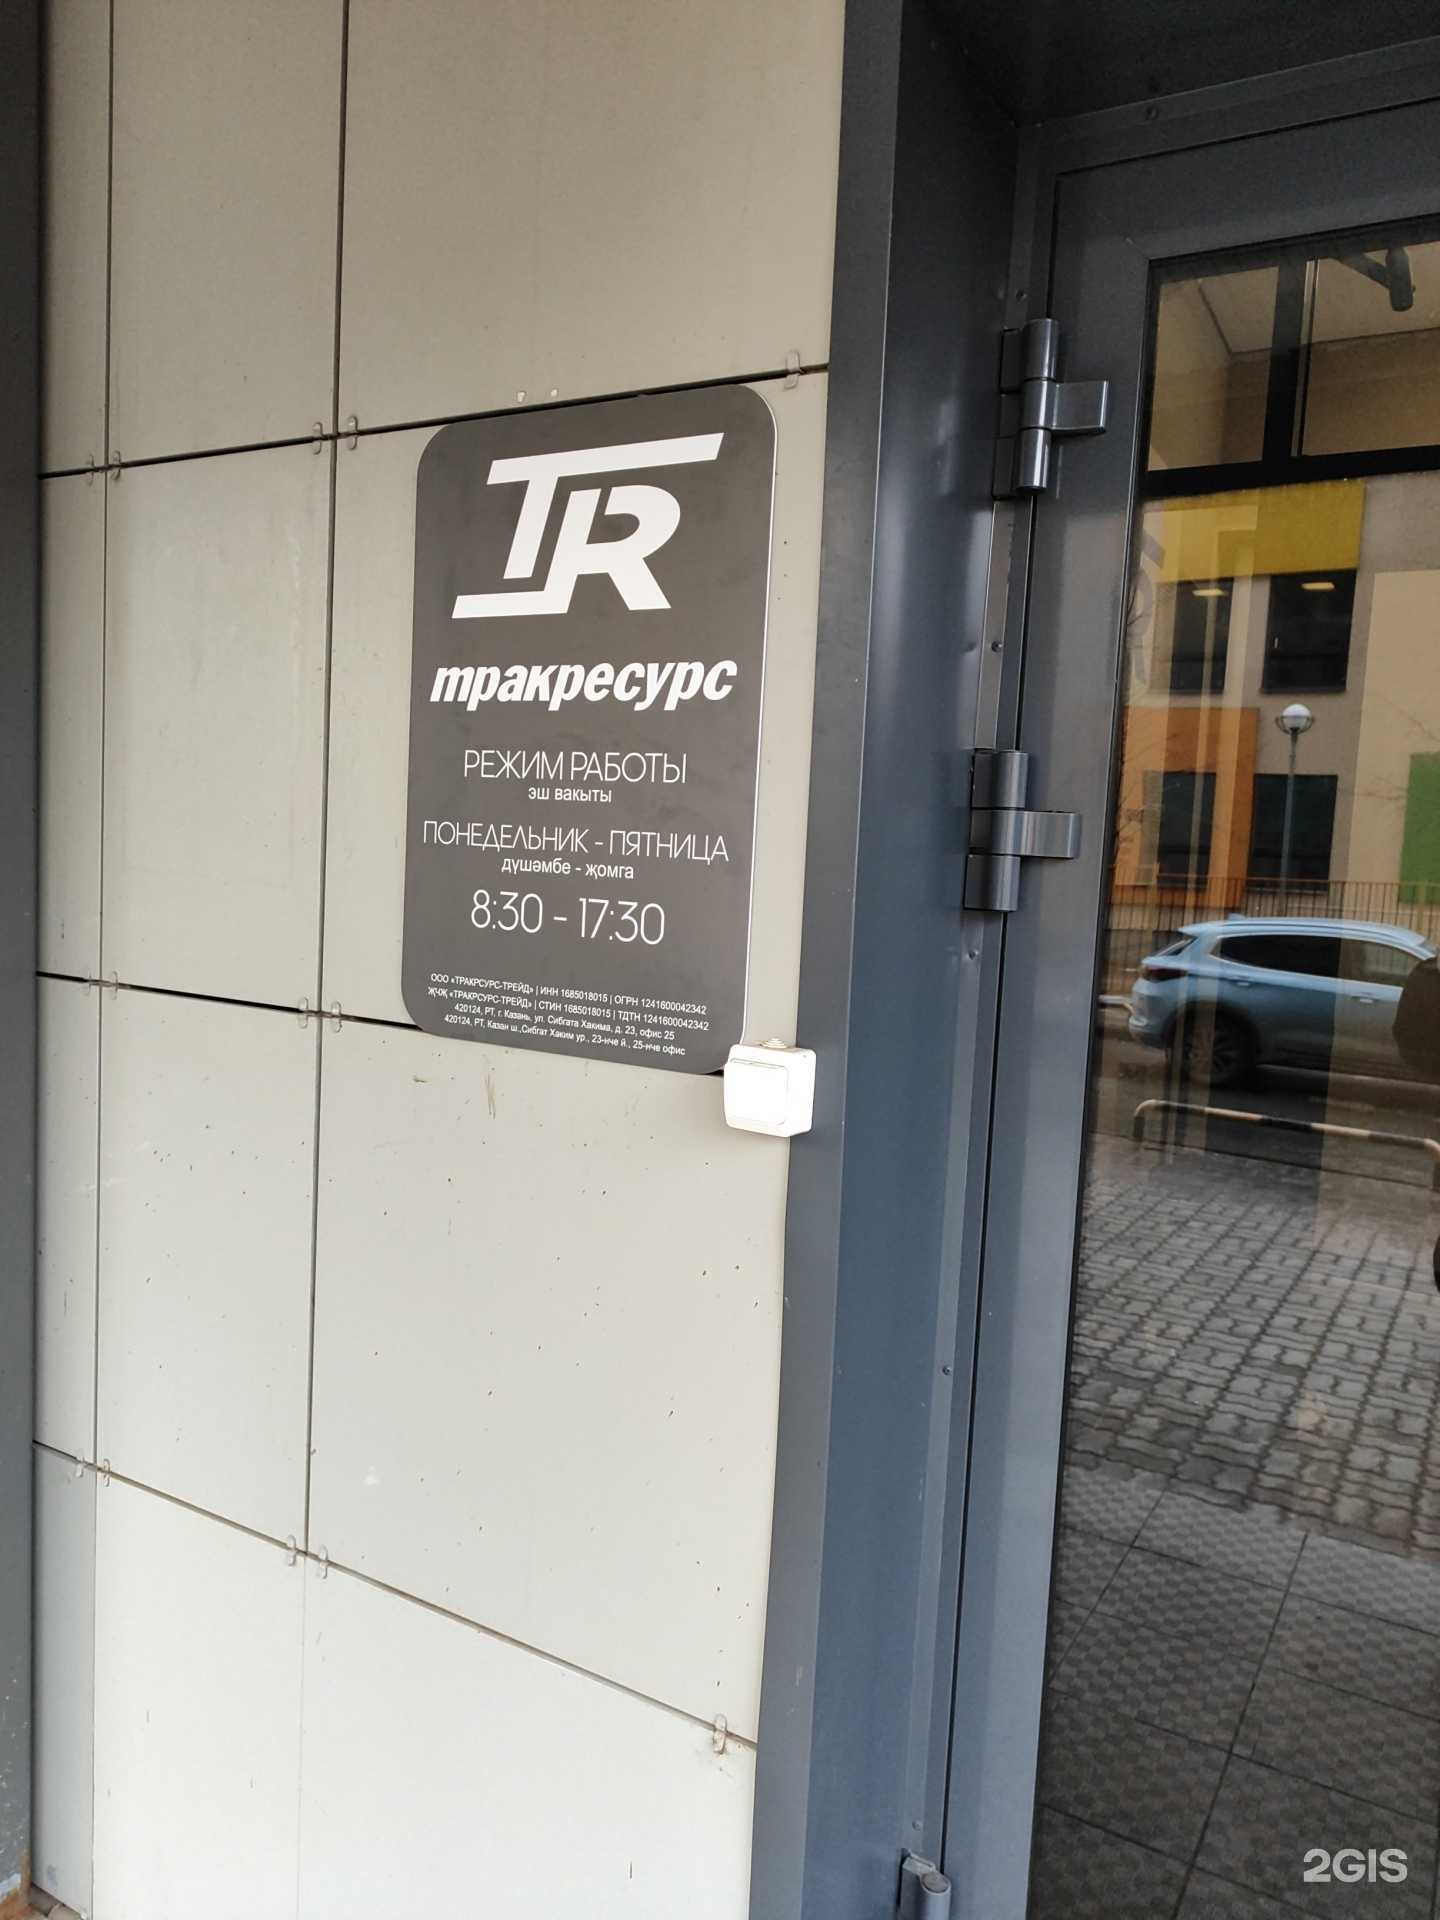 TR
тракресурс
РЕЖИМ РАБОТЫ
эш вакыты
ПОНЕДЕЛЬНИК - ПЯТНИЦА
дүшәмбе - җомга
8:30 - 17:30
ООО «ТРАКРСУРС-ТРЕЙД» | ИНН 1685018015 | ОГРН 1241600042342
ҖЧҖ «ТРАКРСУРС-ТРЕЙД» | СТИН 1685018015 | ТДТН 1241600042342
420124, РТ, г. Казань, ул. Сибгата Хакима, д. 23, офис 25
420124, РТ, Казан ш.,Сибгат Хаким ур., 23-нче й., 25-нче офис
2GIS